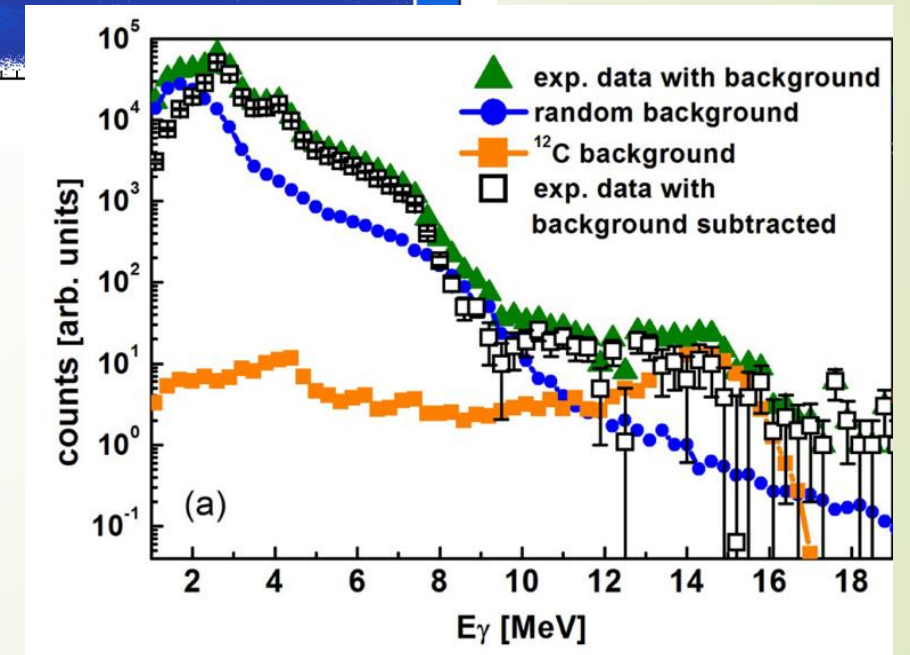 10^5
10^4
10^3
10^2
10^1
10^0
10^-1
counts [arb. units]
exp. data with background
random background
^12C background
exp. data with
background subtracted
(a)
2 4 6 8 10 12 14 16 18
Eγ [MeV]